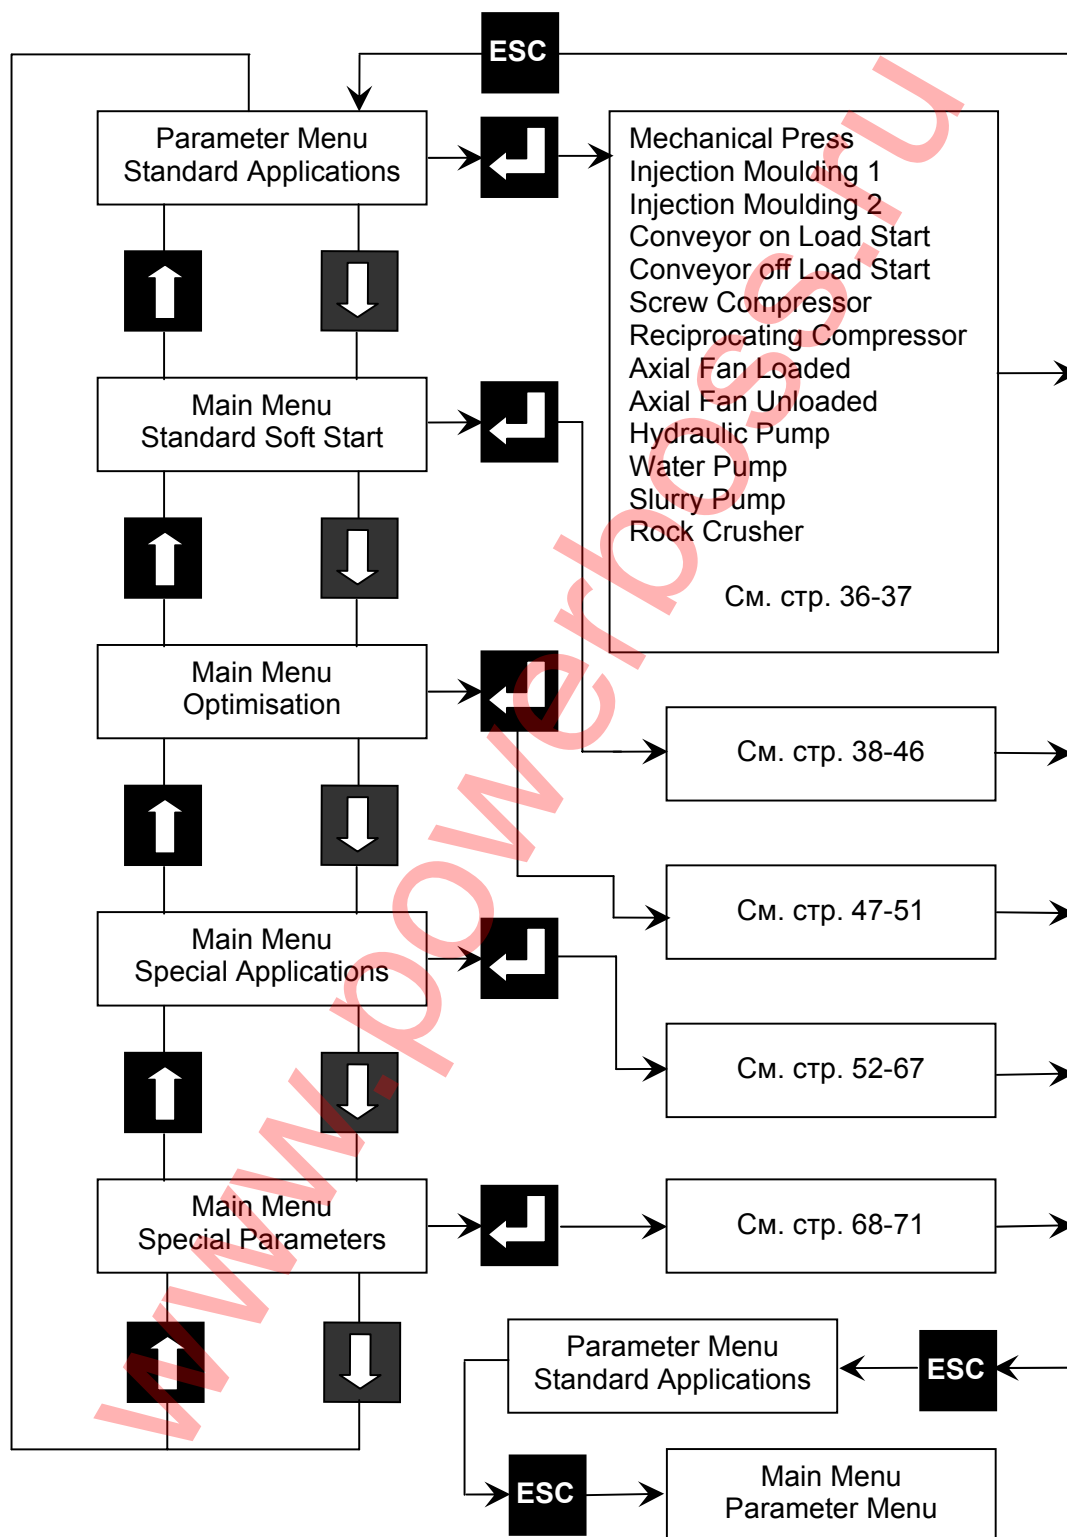 ESC
Parameter Menu
Standard Applications
Mechanical Press
Injection Moulding 1
Injection Moulding 2
Conveyor on Load Start
Conveyor off Load Start
Screw Compressor
Reciprocating Compressor
Axial Fan Loaded
Axial Fan Unloaded
Hydraulic Pump
Water Pump
Slurry Pump
Rock Crusher
См. стр. 36-37
Main Menu
Standard Soft Start
Main Menu
Optimisation
См. стр. 38-46
См. стр. 47-51
Main Menu
Special Applications
См. стр. 52-67
Main Menu
Special Parameters
См. стр. 68-71
Parameter Menu
Standard Applications
ESC
ESC
Main Menu
Parameter Menu
www.powerboss.ru